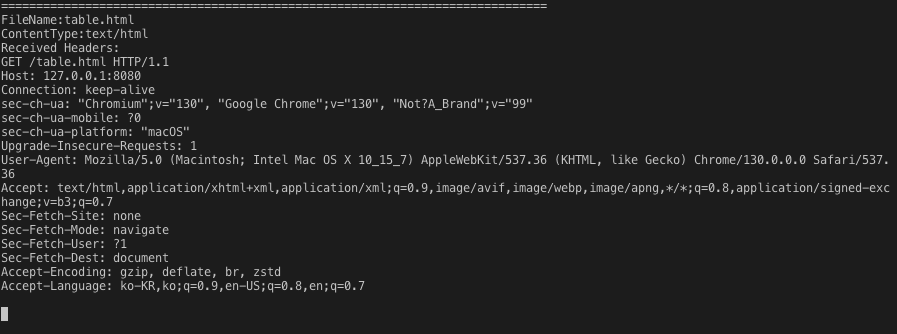 ==============================================================================
FileName:table.html
ContentType:text/html
Received Headers:
GET /table.html HTTP/1.1
Host: 127.0.0.1:8080
Connection: keep-alive
sec-ch-ua: "Chromium";v="130", "Google Chrome";v="130", "Not?A_Brand";v="99"
sec-ch-ua-mobile: ?0
sec-ch-ua-platform: "macOS"
Upgrade-Insecure-Requests: 1
User-Agent: Mozilla/5.0 (Macintosh; Intel Mac OS X 10_15_7) AppleWebKit/537.36 (KHTML, like Gecko) Chrome/130.0.0.0 Safari/537.
36
Accept: text/html,application/xhtml+xml,application/xml;q=0.9,image/avif,image/webp,image/apng,*/*;q=0.8,application/signed-exc
hange;v=b3;q=0.7
Sec-Fetch-Site: none
Sec-Fetch-Mode: navigate
Sec-Fetch-User: ?1
Sec-Fetch-Dest: document
Accept-Encoding: gzip, deflate, br, zstd
Accept-Language: ko-KR,ko;q=0.9,en-US;q=0.8,en;q=0.7